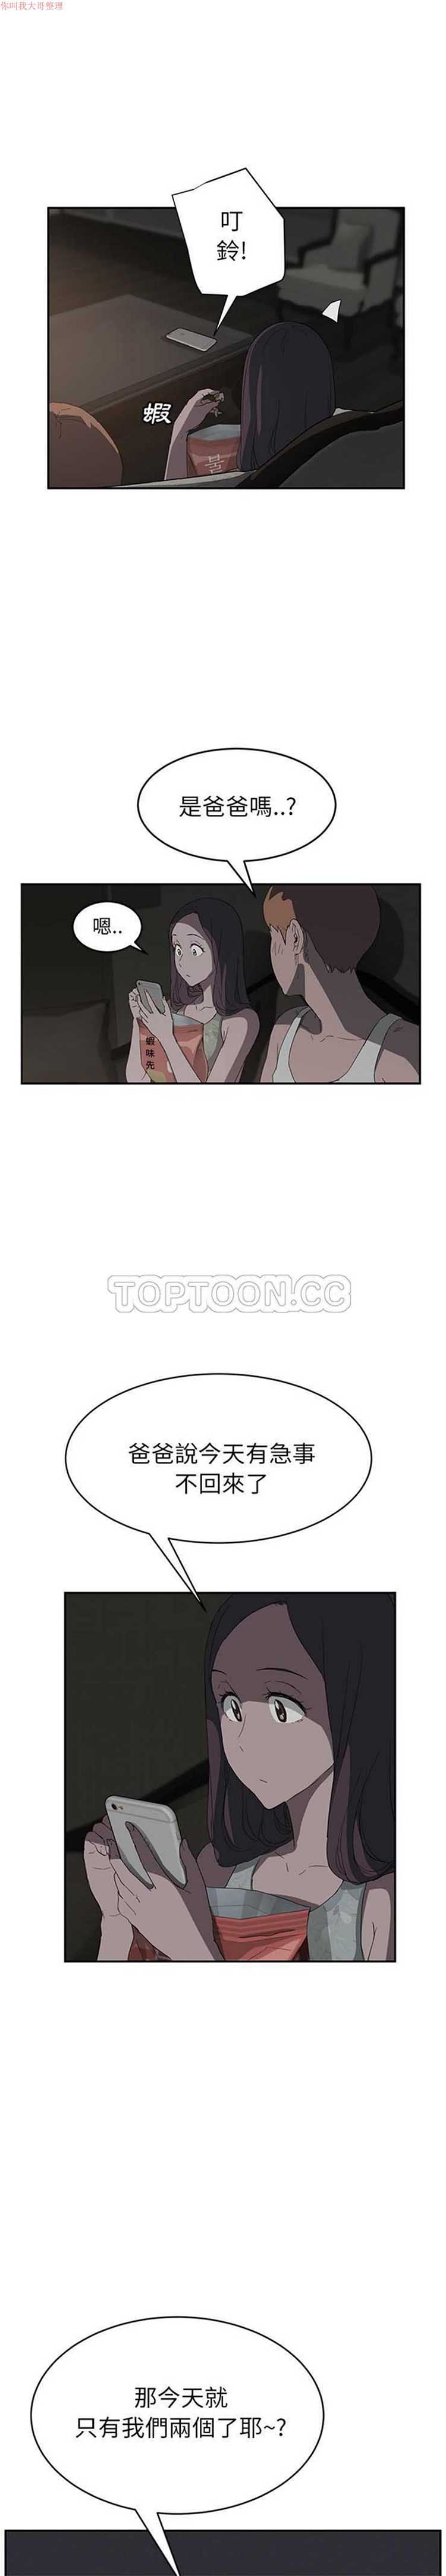 你叫我大哥整理
叮
鈴!
蝦
불
是爸爸嗎..?
嗯..
蝦味先
TOPTOON.CC
爸爸說今天有急事
不回來了
那今天就
只有我們兩個了耶~?